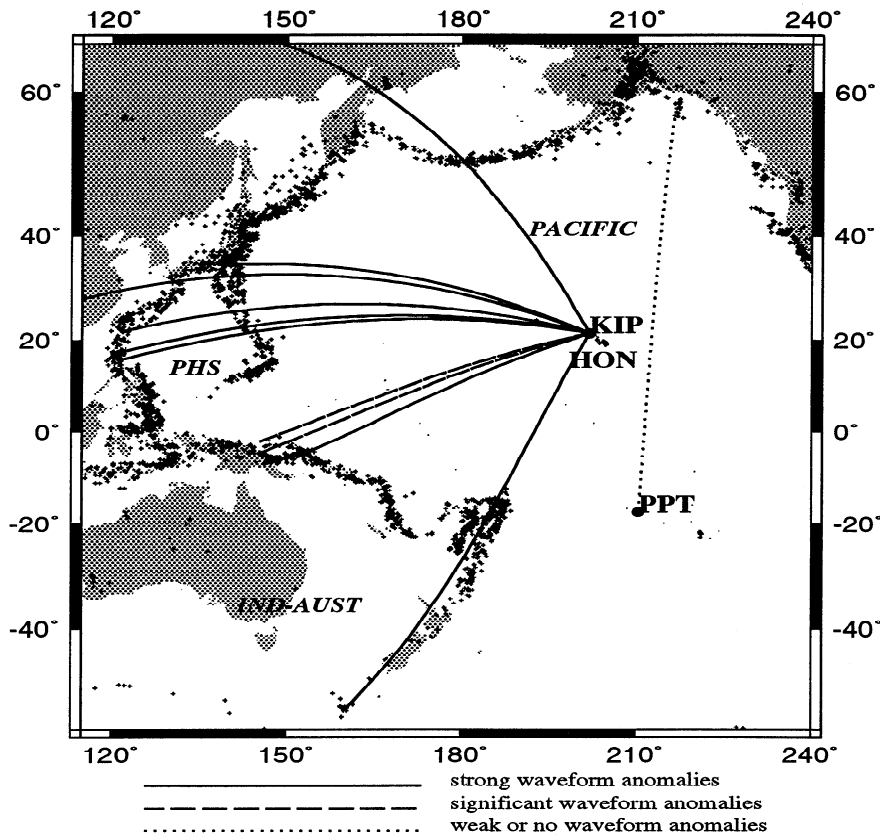 120° 150° 180° 210° 240°
60° 60°
PACIFIC
40° 40°
KIP
20° 20°
HON
PHS
0° 0°
PPT
-20° -20°
IND-AUST
-40° -40°
120° 150° 180° 210° 240°
strong waveform anomalies
significant waveform anomalies
weak or no waveform anomalies